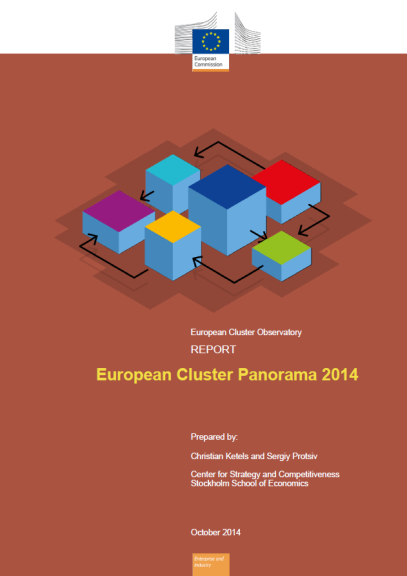 European
Commission
European Cluster Observatory
REPORT
European Cluster Panorama 2014
Prepared by:
Christian Ketels and Sergiy Protsiv
Center for Strategy and Competitiveness
Stockholm School of Economics
October 2014
Enterprise and
Industry